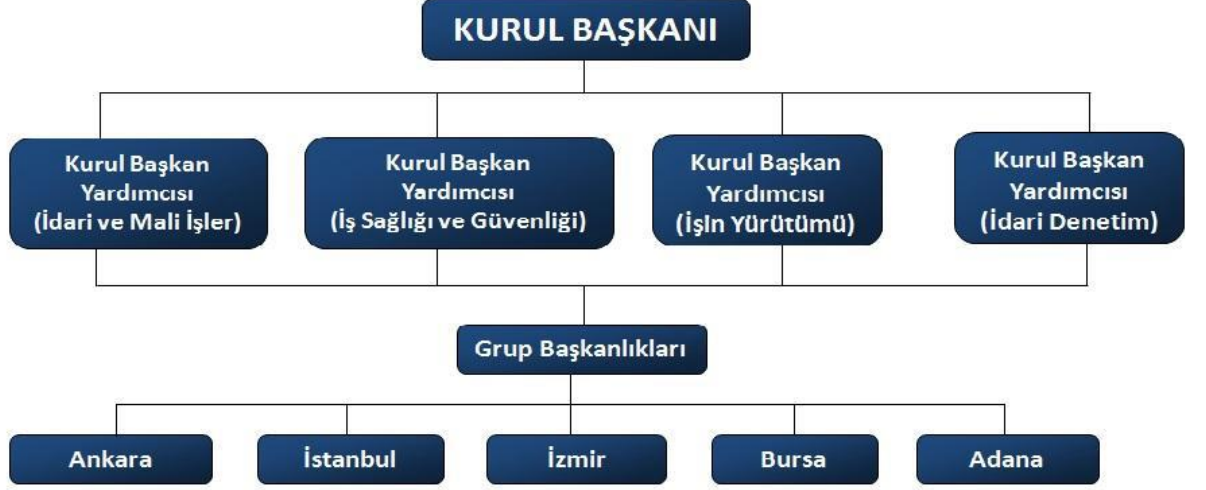 KURUL BAŞKANI
Kurul Başkan
Yardımcısı
(İdari ve Mali İşler)
Kurul Başkan
Yardımcısı
(İş Sağlığı ve Güvenliği)
Kurul Başkan
Yardımcısı
(İşin Yürütümü)
Kurul Başkan
Yardımcısı
(İdari Denetim)
Grup Başkanlıkları
Ankara
İstanbul
İzmir
Bursa
Adana